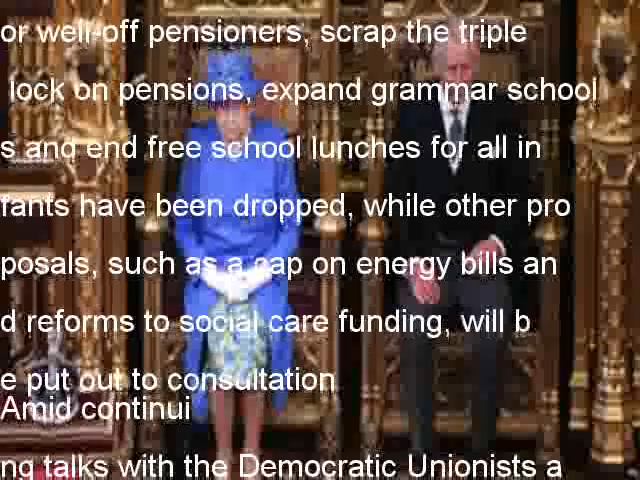 or well-off pensioners, scrap the triple
lock on pensions, expand grammar school
s and end free school lunches for all in
fants have been dropped, while other pro
posals, such as a cap on energy bills an
d reforms to social care funding, will b
e put out to consultation
Amid continui
ng talks with the Democratic Unionists a